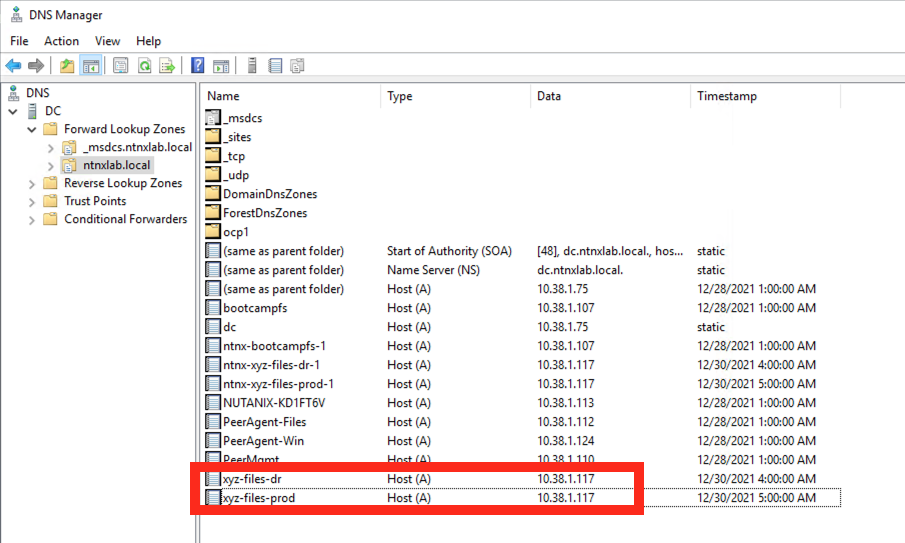 DNS Manager
File Action View Help
DNS
DC
Forward Lookup Zones
_msdcs.ntnxlab.local
ntnxlab.local
Reverse Lookup Zones
Trust Points
Conditional Forwarders
Name Type Data Timestamp
_msdcs
_sites
_tcp
_udp
DomainDnsZones
ForestDnsZones
ocp1
(same as parent folder) Start of Authority (SOA) [48], dc.ntnxlab.local., hos... static
(same as parent folder) Name Server (NS) dc.ntnxlab.local. static
(same as parent folder) Host (A) 10.38.1.75 12/28/2021 1:00:00 AM
bootcampfs Host (A) 10.38.1.107 12/28/2021 1:00:00 AM
dc Host (A) 10.38.1.75 static
ntnx-bootcampfs-1 Host (A) 10.38.1.107 12/28/2021 1:00:00 AM
ntnx-xyz-files-dr-1 Host (A) 10.38.1.117 12/30/2021 4:00:00 AM
ntnx-xyz-files-prod-1 Host (A) 10.38.1.117 12/30/2021 5:00:00 AM
NUTANIX-KD1FT6V Host (A) 10.38.1.113 12/28/2021 1:00:00 AM
PeerAgent-Files Host (A) 10.38.1.112 12/28/2021 1:00:00 AM
PeerAgent-Win Host (A) 10.38.1.124 12/28/2021 1:00:00 AM
PeerMgmt Host (A) 10.38.1.110 12/28/2021 1:00:00 AM
xyz-files-dr Host (A) 10.38.1.117 12/30/2021 4:00:00 AM
xyz-files-prod Host (A) 10.38.1.117 12/30/2021 5:00:00 AM